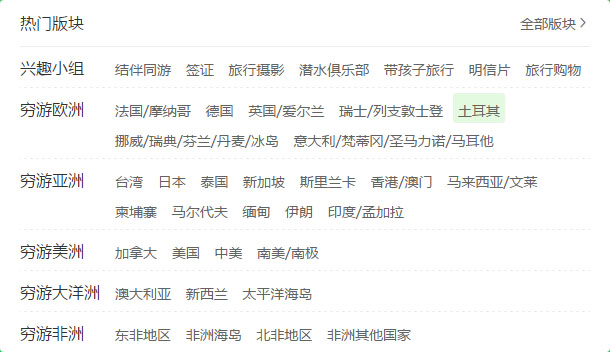 热门版块 全部版块 >
兴趣小组 结伴同游 签证 旅行摄影 潜水俱乐部 带孩子旅行 明信片 旅行购物
穷游欧洲 法国/摩纳哥 德国 英国/爱尔兰 瑞士/列支敦士登 土耳其
挪威/瑞典/芬兰/丹麦/冰岛 意大利/梵蒂冈/圣马力诺/马耳他
穷游亚洲 台湾 日本 泰国 新加坡 斯里兰卡 香港/澳门 马来西亚/文莱
柬埔寨 马尔代夫 缅甸 伊朗 印度/孟加拉
穷游美洲 加拿大 美国 中美 南美/南极
穷游大洋洲 澳大利亚 新西兰 太平洋海岛
穷游非洲 东非地区 非洲海岛 北非地区 非洲其他国家